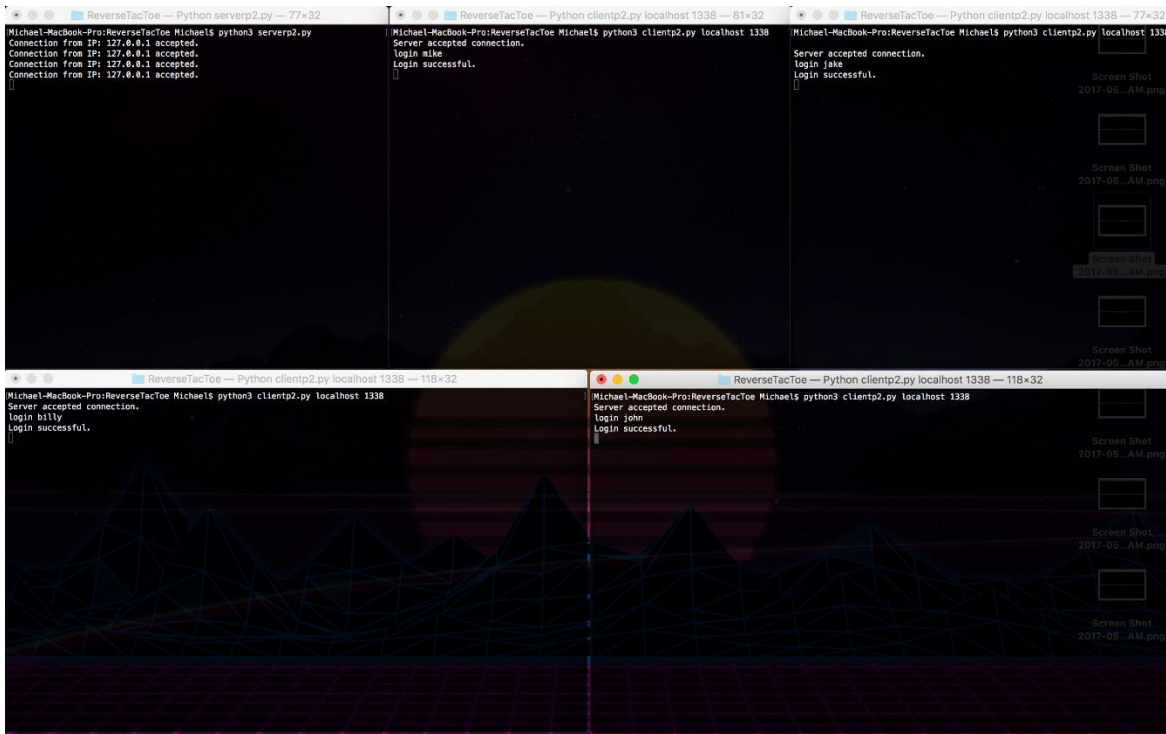 ReverseTacToe — Python serverp2.py — 77×32
Michael-MacBook-Pro:ReverseTacToe Michael$ python3 serverp2.py
Connection from IP: 127.0.0.1 accepted.
Connection from IP: 127.0.0.1 accepted.
Connection from IP: 127.0.0.1 accepted.
Connection from IP: 127.0.0.1 accepted.
ReverseTacToe — Python clientp2.py localhost 1338 — 81×32
Michael-MacBook-Pro:ReverseTacToe Michael$ python3 clientp2.py localhost 1338
Server accepted connection.
login mike
Login successful.
ReverseTacToe — Python clientp2.py localhost 1338 — 77×32
Michael-MacBook-Pro:ReverseTacToe Michael$ python3 clientp2.py localhost 1338
Server accepted connection.
login jake
Login successful.
Screen Shot
2017-05...AM.png
Screen Shot
2017-05...AM.png
Screen Shot
2017-05...AM.png
Screen Shot
2017-05...AM.png
ReverseTacToe — Python clientp2.py localhost 1338 — 118×32
Michael-MacBook-Pro:ReverseTacToe Michael$ python3 clientp2.py localhost 1338
Server accepted connection.
login billy
Login successful.
ReverseTacToe — Python clientp2.py localhost 1338 — 118×32
Michael-MacBook-Pro:ReverseTacToe Michael$ python3 clientp2.py localhost 1338
Server accepted connection.
login john
Login successful.
Screen Shot
2017-05...AM.png
Screen Shot
2017-05...AM.png
Screen Shot
2017-05...AM.png